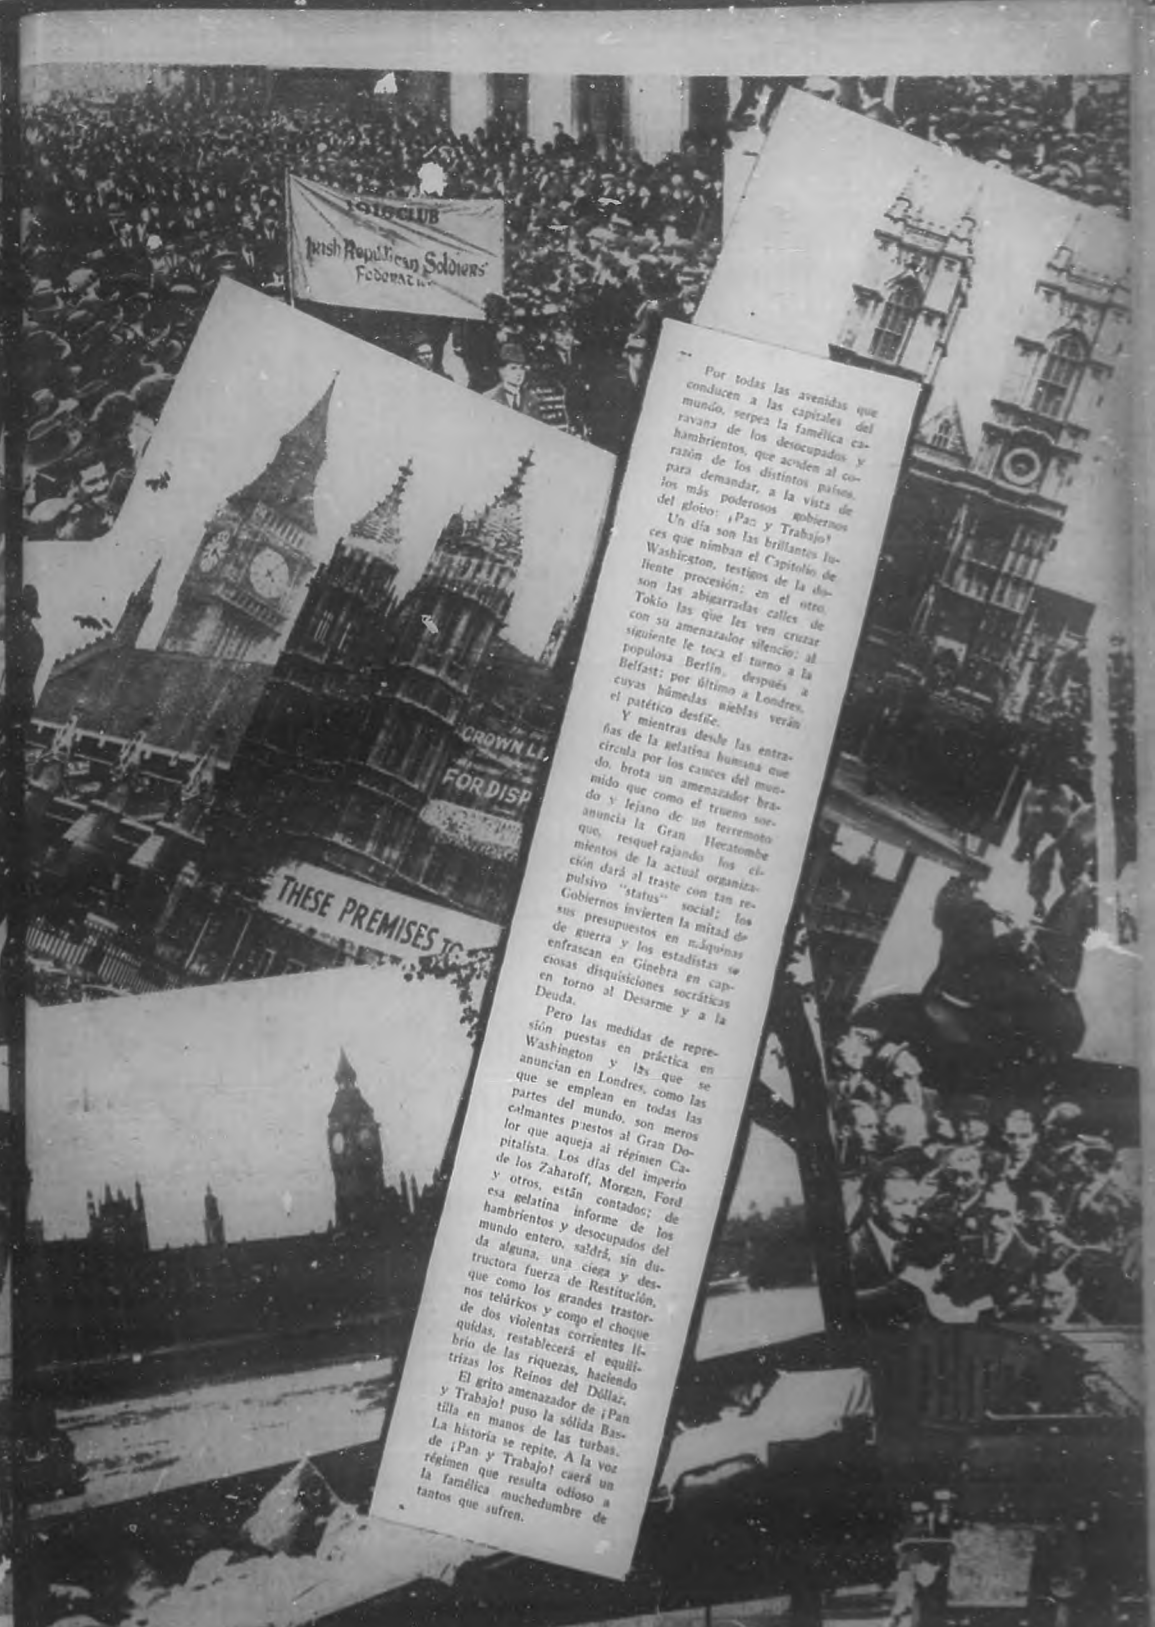 1916 CLUB
Irish Republican Soldiers'
Federat
CROWN L
FOR DISP
THESE PREMISES TO
Por todas las avenidas que
conducen a las capitales del
mundo, serpea la famélica ca-
ravana de los desocupados y
hambrientos, que acuden al co-
razón de los distintos países,
para demandar, a la vista de
los más poderosos gobiernos
del globo: ¡Pan y Trabajo!
Un día son las brillantes lu-
ces que nimban el Capitolio de
Washington, testigos de la do-
liente procesión; en el otro,
son las abigarradas calles de
Tokio las que les ven cruzar
con su amenazador silencio; al
siguiente le toca el turno a la
populosa Berlín, después a
Belfast; por último a Londres,
cuyas húmedas nieblas verán
el patético desfile.
Y mientras desde las entra-
ñas de la gelatina humana que
circula por los cauces del mun-
do, brota un amenazador bra-
mido que como el trueno sor-
do y lejano de un terremoto
anuncia la Gran Hecatombe
que, resquebrajando los ci-
mientos de la actual organiza-
ción dará al traste con tan re-
pulsivo "status" social; los
Gobiernos invierten la mitad de
sus presupuestos en máquinas
de guerra y los estadistas se
enfrascan en Ginebra en cap-
ciosas disquisiciones socráticas
en torno al Desarme y a la
Deuda.
Pero las medidas de repre-
sión puestas en práctica en
Washington y las que se
anuncian en Londres, como las
que se emplean en todas las
partes del mundo, son meros
calmantes puestos al Gran Do-
lor que aqueja al régimen Ca-
pitalista. Los días del imperio
de los Zaharoff, Morgan, Ford
y otros, están contados; de
esa gelatina informe de los
hambrientos y desocupados del
mundo entero, saldrá, sin du-
da alguna, una ciega y des-
tructora fuerza de Restitución,
que como los grandes trastor-
nos telúricos y como el choque
de dos violentas corrientes lí-
quidas, restablecerá el equili-
brio de las riquezas, haciendo
trizas los Reinos del Dóllar.
El grito amenazador de ¡Pan
y Trabajo! puso la sólida Bas-
tilla en manos de las turbas.
La historia se repite. A la voz
de ¡Pan y Trabajo! caerá un
régimen que resulta odioso a
la famélica muchedumbre de
tantos que sufren.